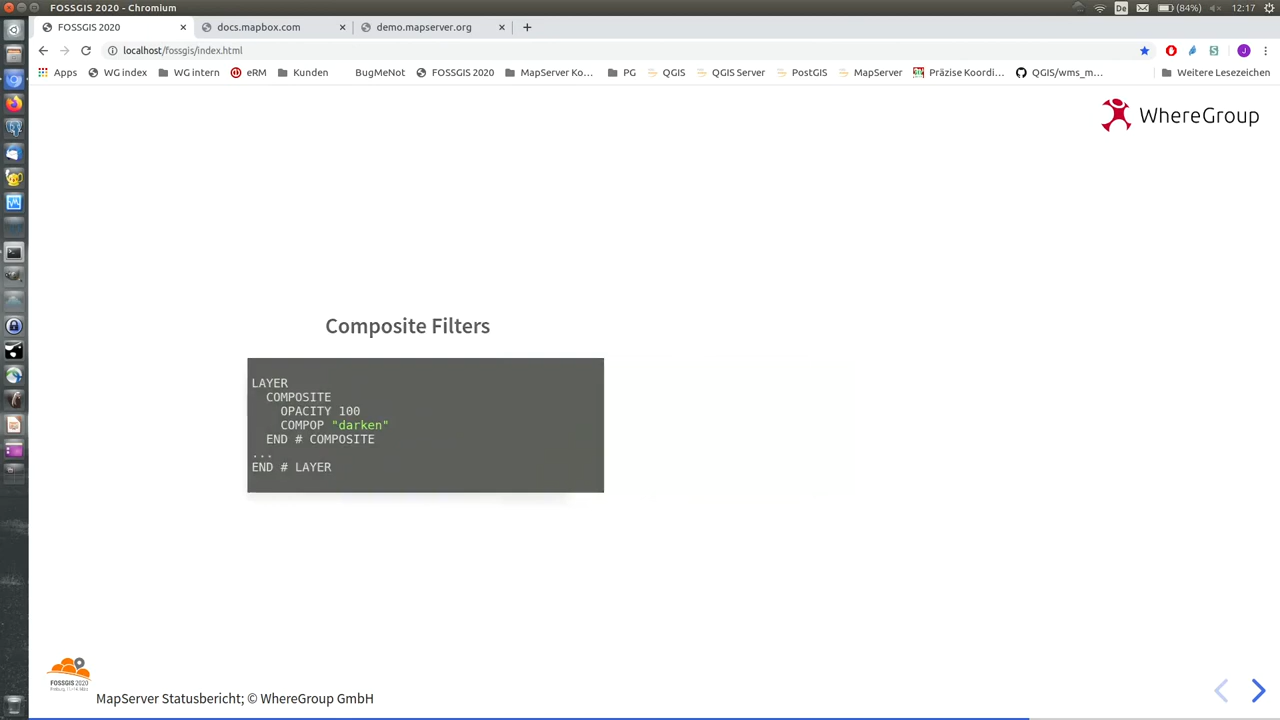 FOSSGIS 2020 - Chromium
De
(84%)
12:17
FOSSGIS 2020
docs.mapbox.com
demo.mapserver.org
localhost/fossgis/index.html
J
Apps
WG index
WG intern
eRM
Kunden
BugMeNot
FOSSGIS 2020
MapServer Ko...
PG
QGIS
QGIS Server
PostGIS
MapServer
Präzise Koordi...
QGIS/wms_m...
Weitere Lesezeichen
WhereGroup
Composite Filters
LAYER
COMPOSITE
OPACITY 100
COMPOP "darken"
END # COMPOSITE
...
END # LAYER
FOSSGIS 2020
MapServer Statusbericht; © WhereGroup GmbH